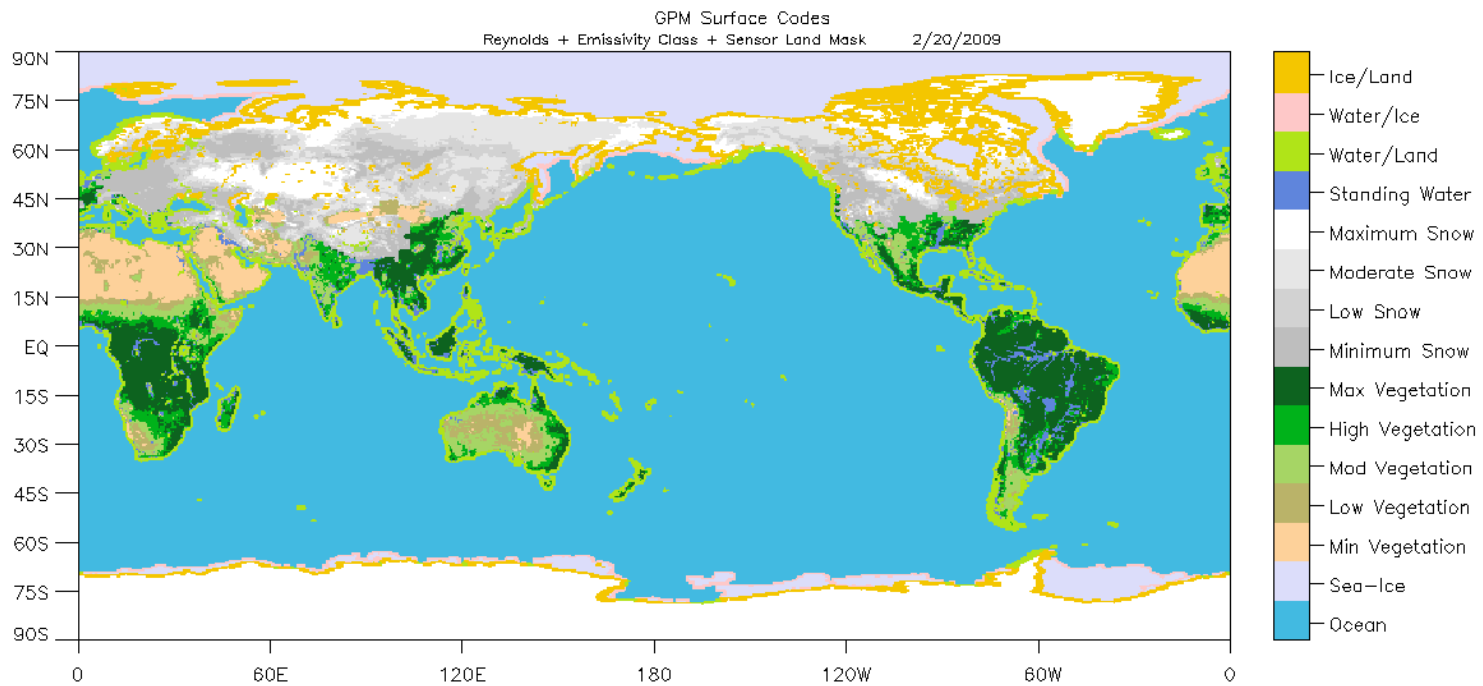 GPM Surface Codes
Reynolds + Emissivity Class + Sensor Land Mask 2/20/2009
90N
75N
60N
45N
30N
15N
EQ
15S
30S
45S
60S
75S
90S
0 60E 120E 180 120W 60W 0
Ice/Land
Water/Ice
Water/Land
Standing Water
Maximum Snow
Moderate Snow
Low Snow
Minimum Snow
Max Vegetation
High Vegetation
Mod Vegetation
Low Vegetation
Min Vegetation
Sea-Ice
Ocean